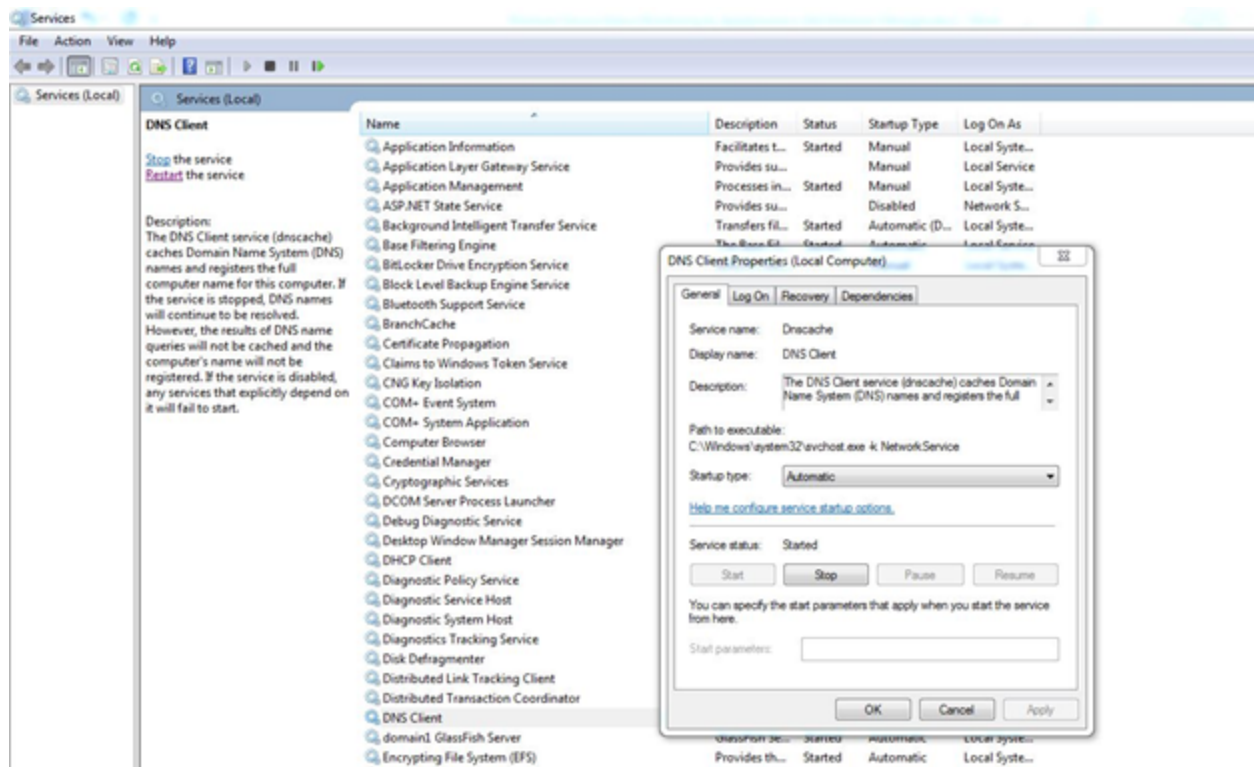 Services
File Action View Help
Services (Local)
Services (Local)
DNS Client
Stop the service
Restart the service
Description:
The DNS Client service (dnscache)
caches Domain Name System (DNS)
names and registers the full
computer name for this computer. If
the service is stopped, DNS names
will continue to be resolved.
However, the results of DNS name
queries will not be cached and the
computer's name will not be
registered. If the service is disabled,
any services that explicitly depend on
it will fail to start.
Name Description Status Startup Type Log On As
Application Information Facilitates t... Started Manual Local Syste...
Application Layer Gateway Service Provides su... Manual Local Service
Application Management Processes in... Started Manual Local Syste...
ASP.NET State Service Provides su... Disabled Network S...
Background Intelligent Transfer Service Transfers fil... Started Automatic (D... Local Syste...
Base Filtering Engine The Base Fil... Started Automatic Local Service
BitLocker Drive Encryption Service
Block Level Backup Engine Service
Bluetooth Support Service
BranchCache
Certificate Propagation
Claims to Windows Token Service
CNG Key Isolation
COM+ Event System
COM+ System Application
Computer Browser
Credential Manager
Cryptographic Services
DCOM Server Process Launcher
Debug Diagnostic Service
Desktop Window Manager Session Manager
DHCP Client
Diagnostic Policy Service
Diagnostic Service Host
Diagnostic System Host
Diagnostics Tracking Service
Disk Defragmenter
Distributed Link Tracking Client
Distributed Transaction Coordinator
DNS Client
domain1 GlassFish Server GlassFish Se... Started Automatic Local Syste...
Encrypting File System (EFS) Provides th... Started Automatic Local Syste...
DNS Client Properties (Local Computer)
General Log On Recovery Dependencies
Service name: Dnscache
Display name: DNS Client
Description: The DNS Client service (dnscache) caches Domain
Name System (DNS) names and registers the full
Path to executable:
C:\Windows\system32\svchost.exe -k NetworkService
Startup type: Automatic
Help me configure service startup options.
Service status: Started
Start Stop Pause Resume
You can specify the start parameters that apply when you start the service
from here.
Start parameters:
OK Cancel Apply